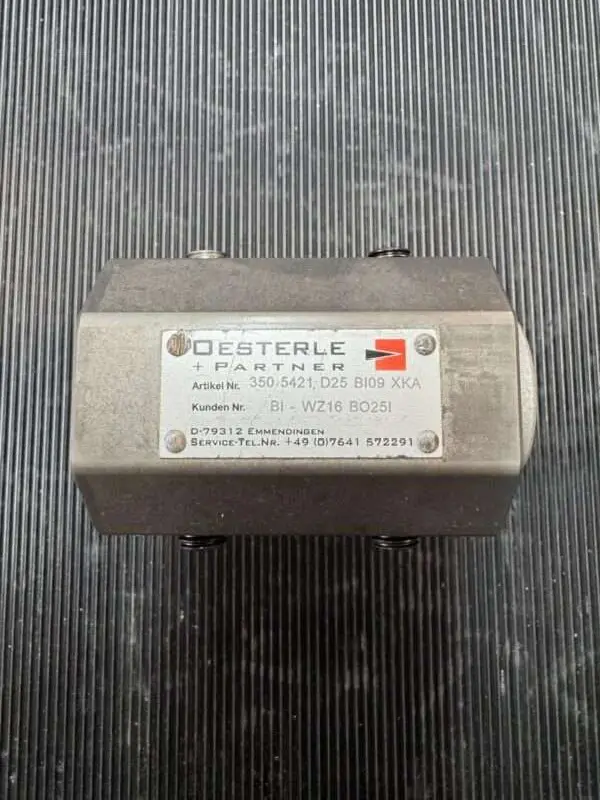 OESTERLE
+ PARTNER
Artikel Nr. 350 5421, D25 BI09 XKA
Kunden Nr. BI - WZ16 BO25I
D-79312 EMMENDINGEN
SERVICE-TEL.NR. +49 (0)7641 572291